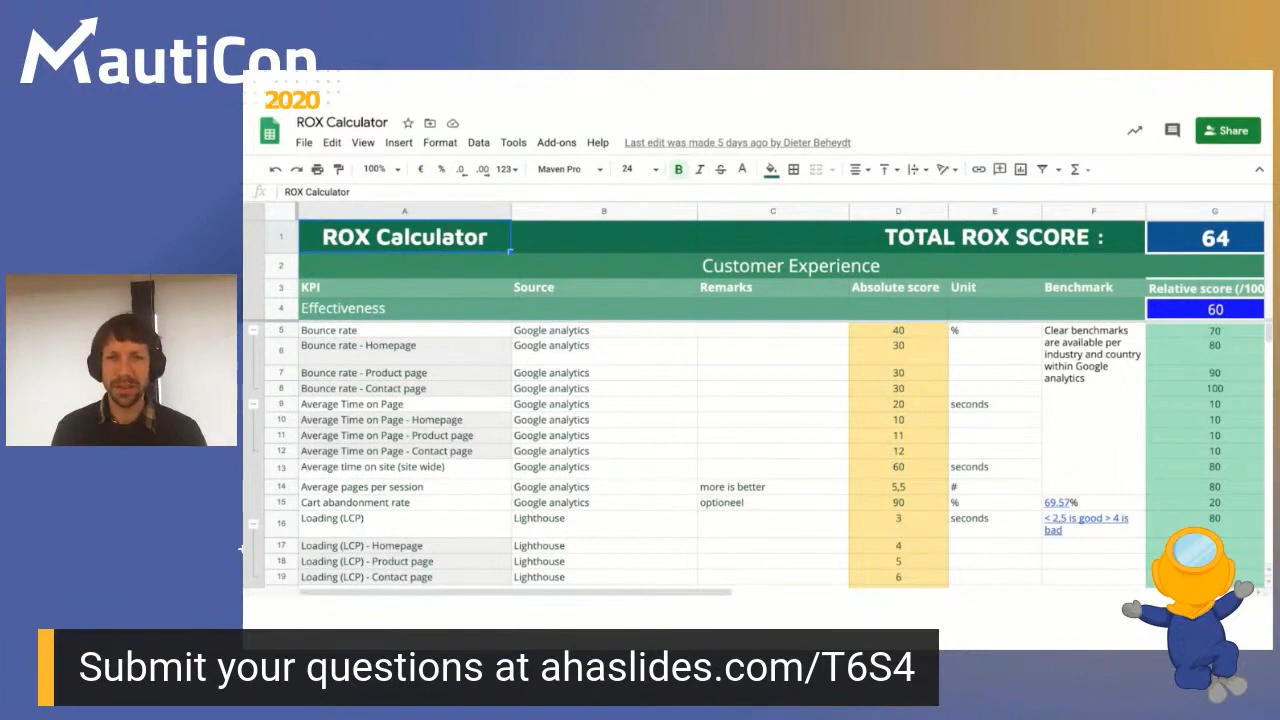 MautiCon
2020
ROX Calculator
File Edit View Insert Format Data Tools Add-ons Help Last edit was made 5 days ago by Dieter Beheydt
Share
100% € % .0 .00 123 Maven Pro 24 B I S A
fx ROX Calculator
A B C D E F G
1 ROX Calculator TOTAL ROX SCORE : 64
2 Customer Experience
3 KPI Source Remarks Absolute score Unit Benchmark Relative score (/100
4 Effectiveness 60
5 Bounce rate Google analytics 40 % Clear benchmarks 70
are available per
industry and country
within Google
analytics
6 Bounce rate - Homepage Google analytics 30 80
7 Bounce rate - Product page Google analytics 30 90
8 Bounce rate - Contact page Google analytics 30 100
9 Average Time on Page Google analytics 20 seconds 10
10 Average Time on Page - Homepage Google analytics 10 10
11 Average Time on Page - Product page Google analytics 11 10
12 Average Time on Page - Contact page Google analytics 12 10
13 Average time on site (site wide) Google analytics 60 seconds 80
14 Average pages per session Google analytics more is better 5,5 # 80
15 Cart abandonment rate Google analytics optioneel 90 % 69.57% 20
16 Loading (LCP) Lighthouse 3 seconds < 2,5 is good > 4 is 80
bad
17 Loading (LCP) - Homepage Lighthouse 4
18 Loading (LCP) - Product page Lighthouse 5
19 Loading (LCP) - Contact page Lighthouse 6
Submit your questions at ahaslides.com/T6S4